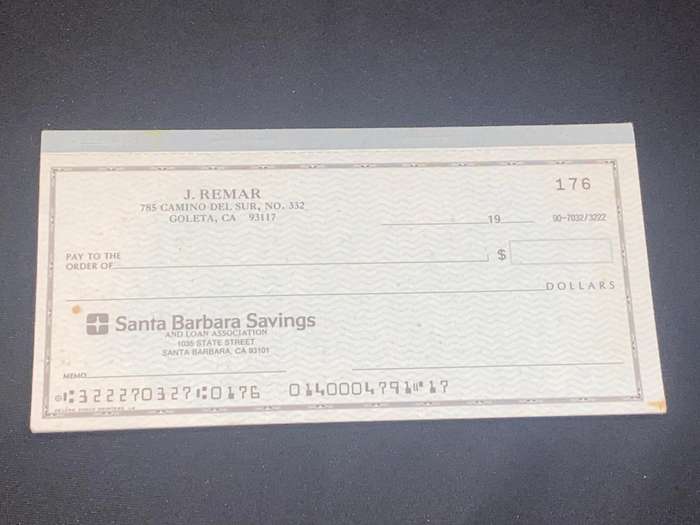 J. REMAR
785 CAMINO DEL SUR, NO. 332
GOLETA, CA 93117
176
19
90-7032/3222
PAY TO THE
ORDER OF
$
DOLLARS
Santa Barbara Savings
AND LOAN ASSOCIATION
1035 STATE STREET
SANTA BARBARA, CA 93101
MEMO
⑆322270327⑆0176 0140004791⑈17